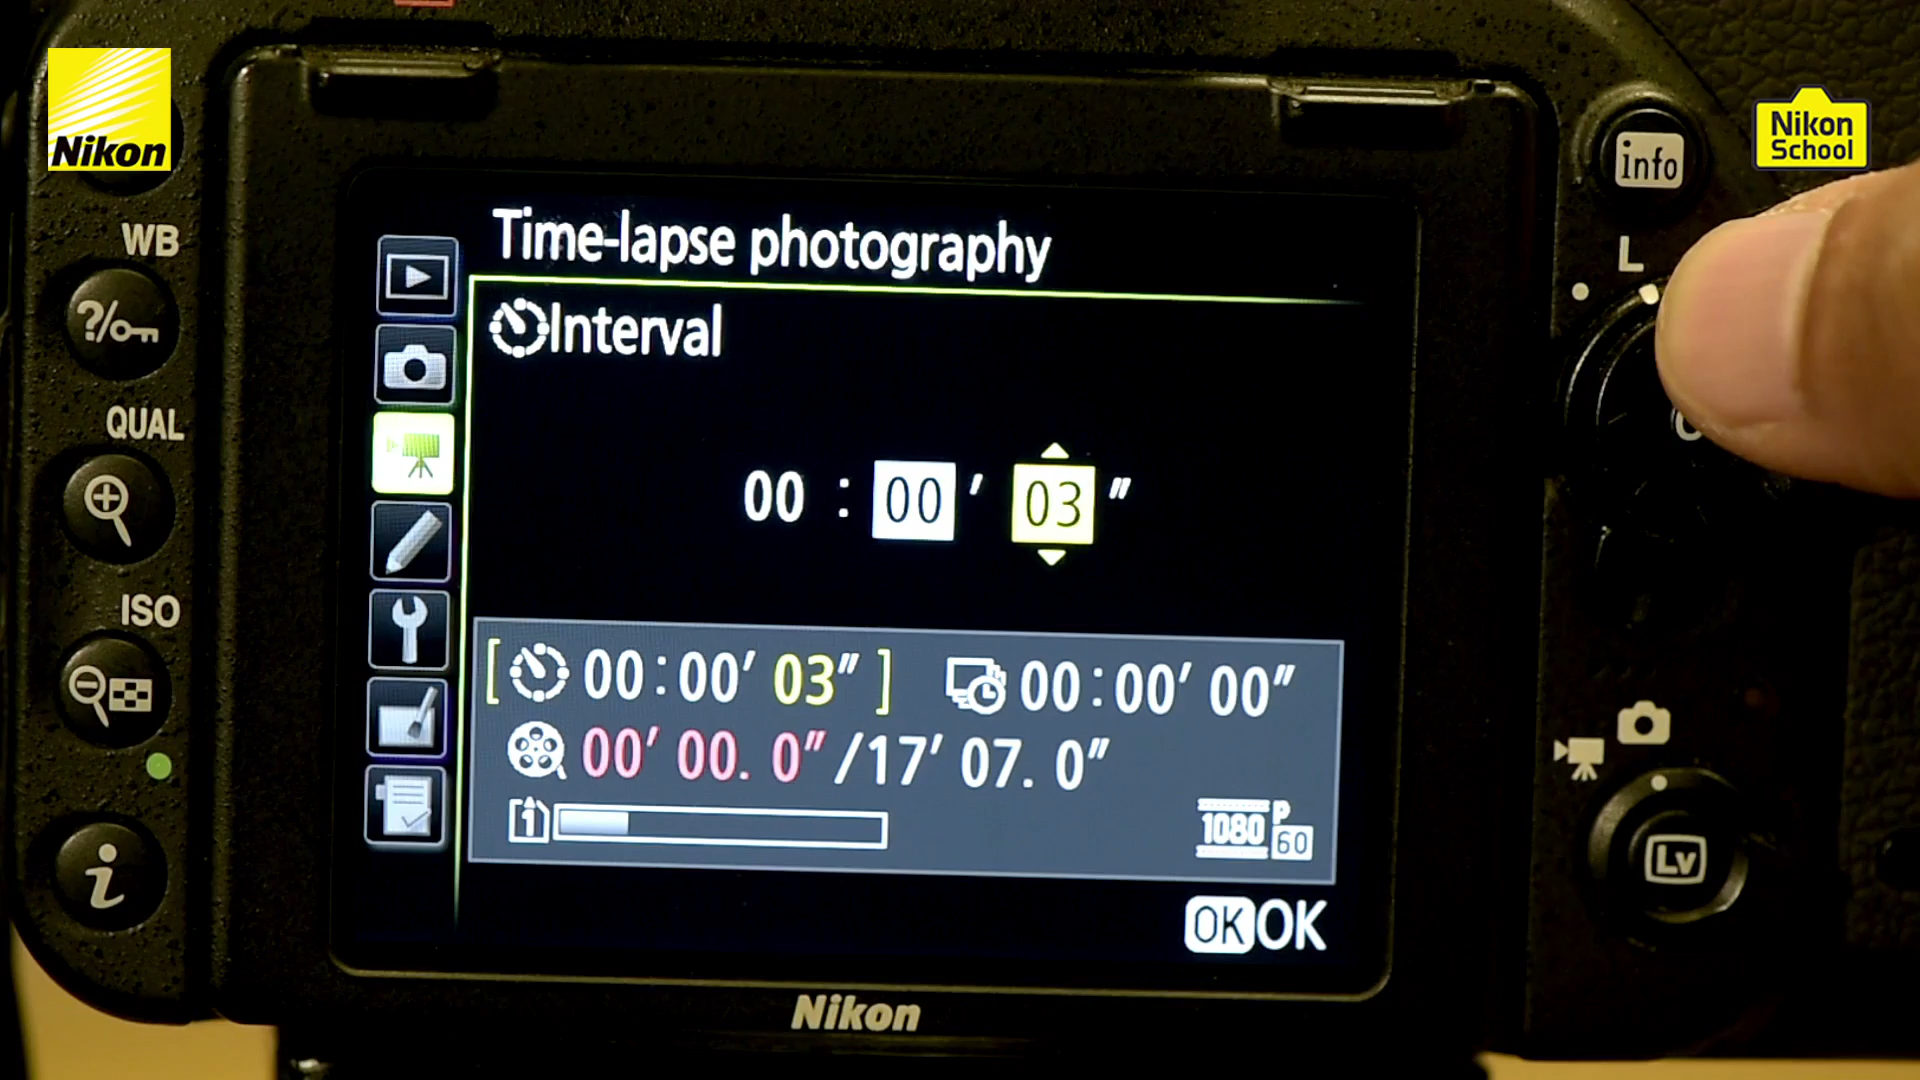 Nikon
Nikon
School
info
L
WB
?
QUAL
ISO
i
Time-lapse photography
Interval
00 : 00 ′ 03 ″
[ 00:00′ 03″ ] 00:00′ 00″
00′ 00. 0″ /17′ 07. 0″
1
1080 P 60
OK OK
Lv
Nikon